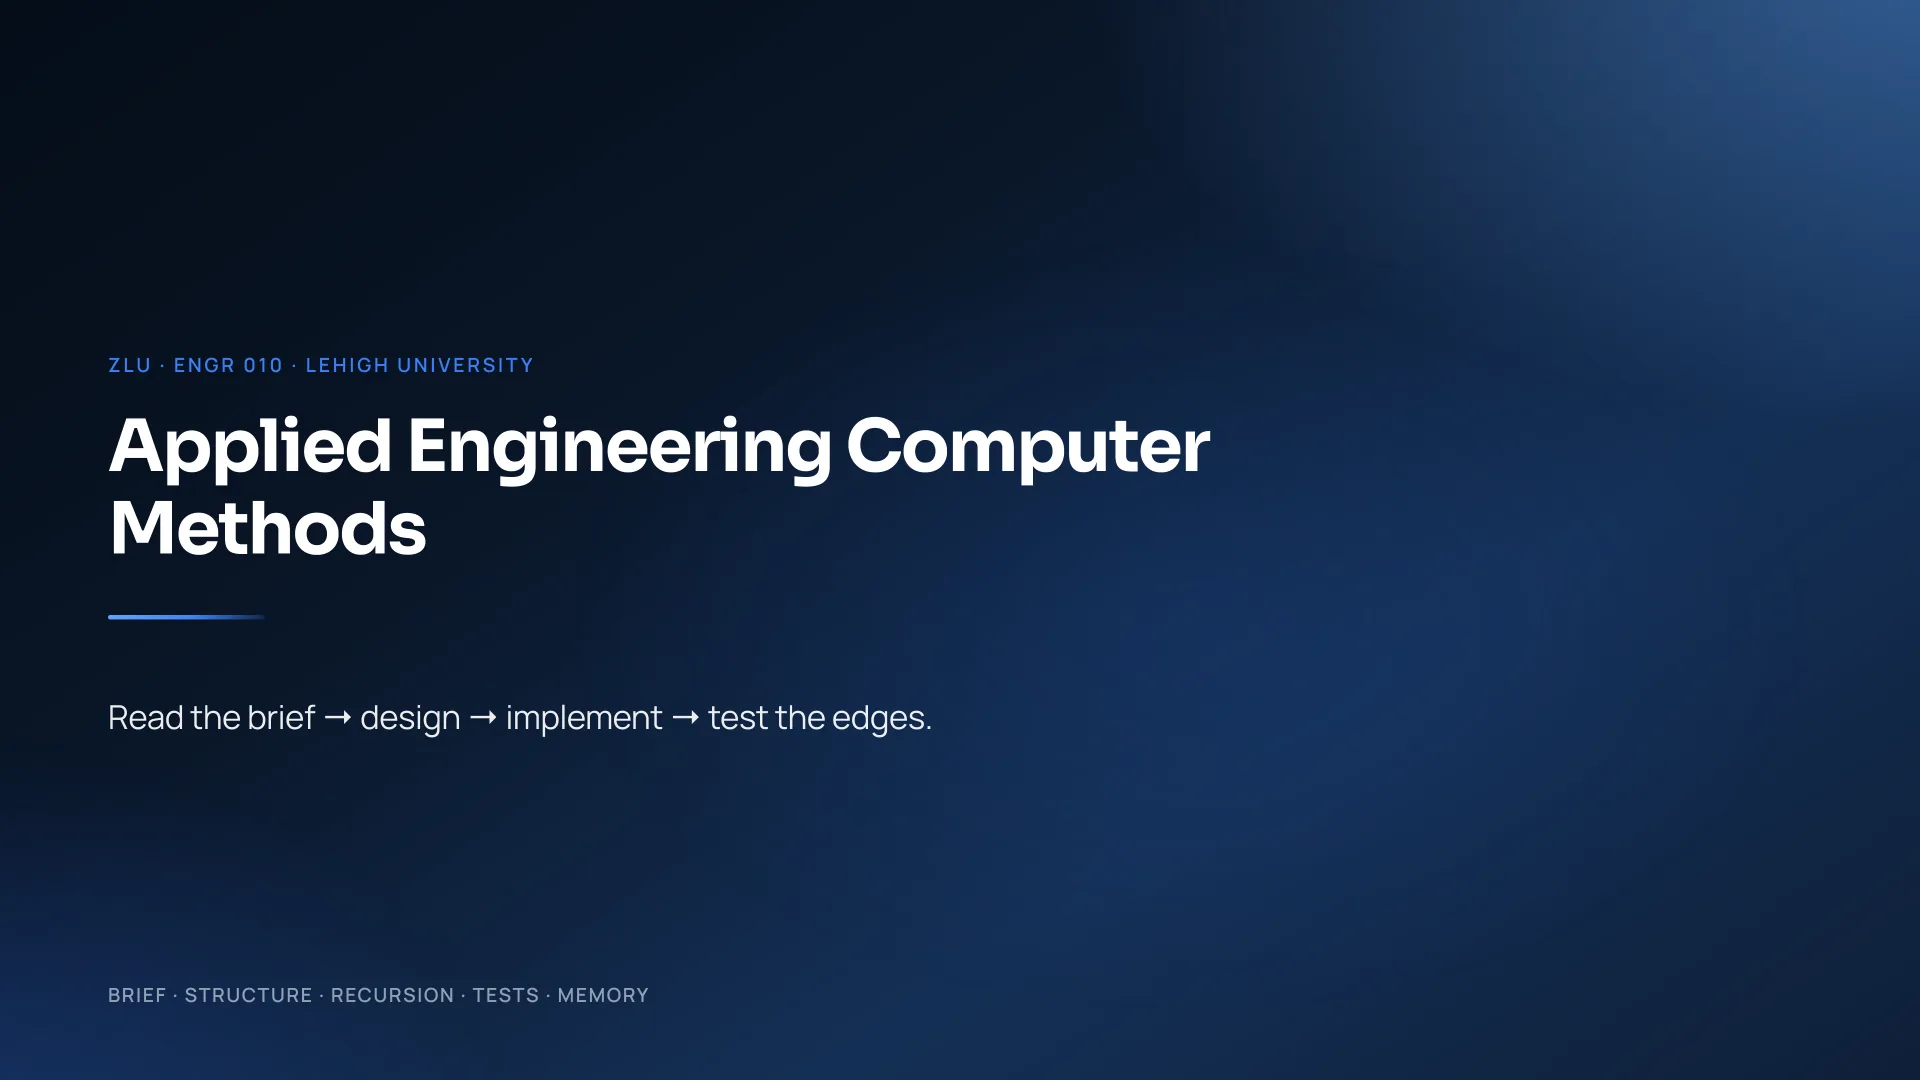 ZLU · ENGR 010 · LEHIGH UNIVERSITY
Applied Engineering Computer
Methods
Read the brief → design → implement → test the edges.
BRIEF · STRUCTURE · RECURSION · TESTS · MEMORY